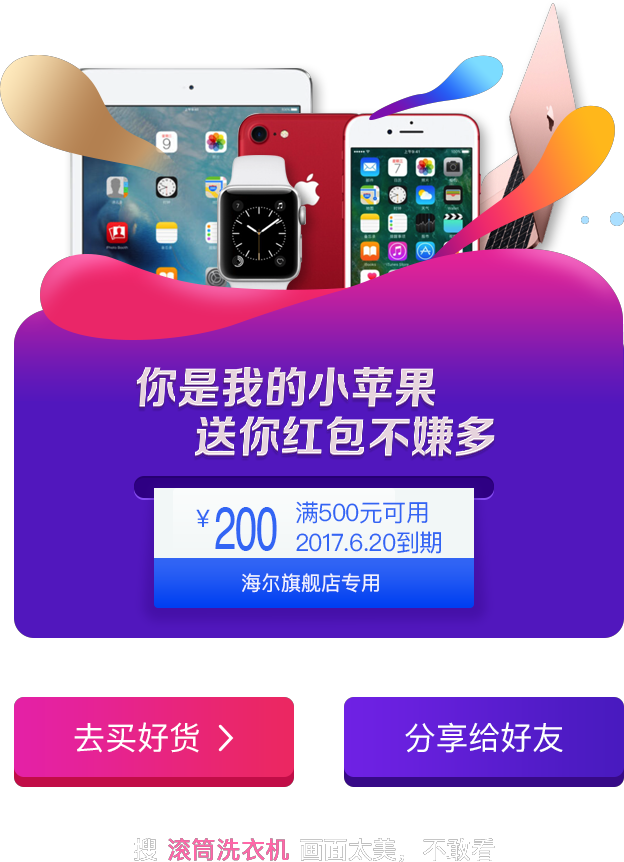 你是我的小苹果
送你红包不嫌多
¥200
满500元可用
2017.6.20到期
海尔旗舰店专用
去买好货
分享给好友
搜 滚筒洗衣机 画面太美，不敢看